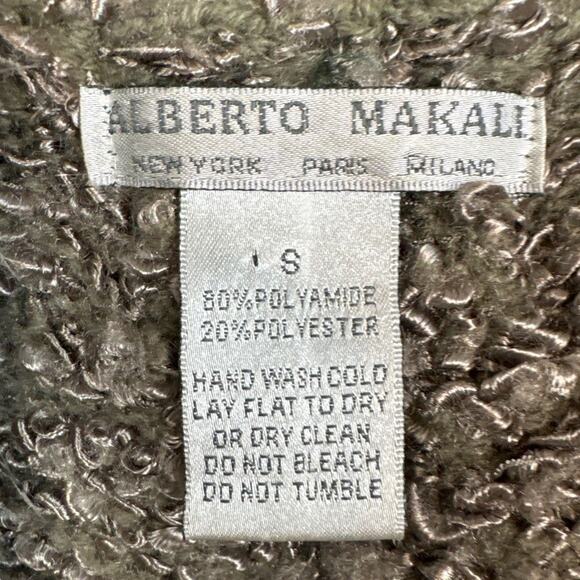 ALBERTO MAKALI
NEW YORK PARIS MILANO
S
80%POLYAMIDE
20%POLYESTER
HAND WASH COLD
LAY FLAT TO DRY
OR DRY CLEAN
DO NOT BLEACH
DO NOT TUMBLE